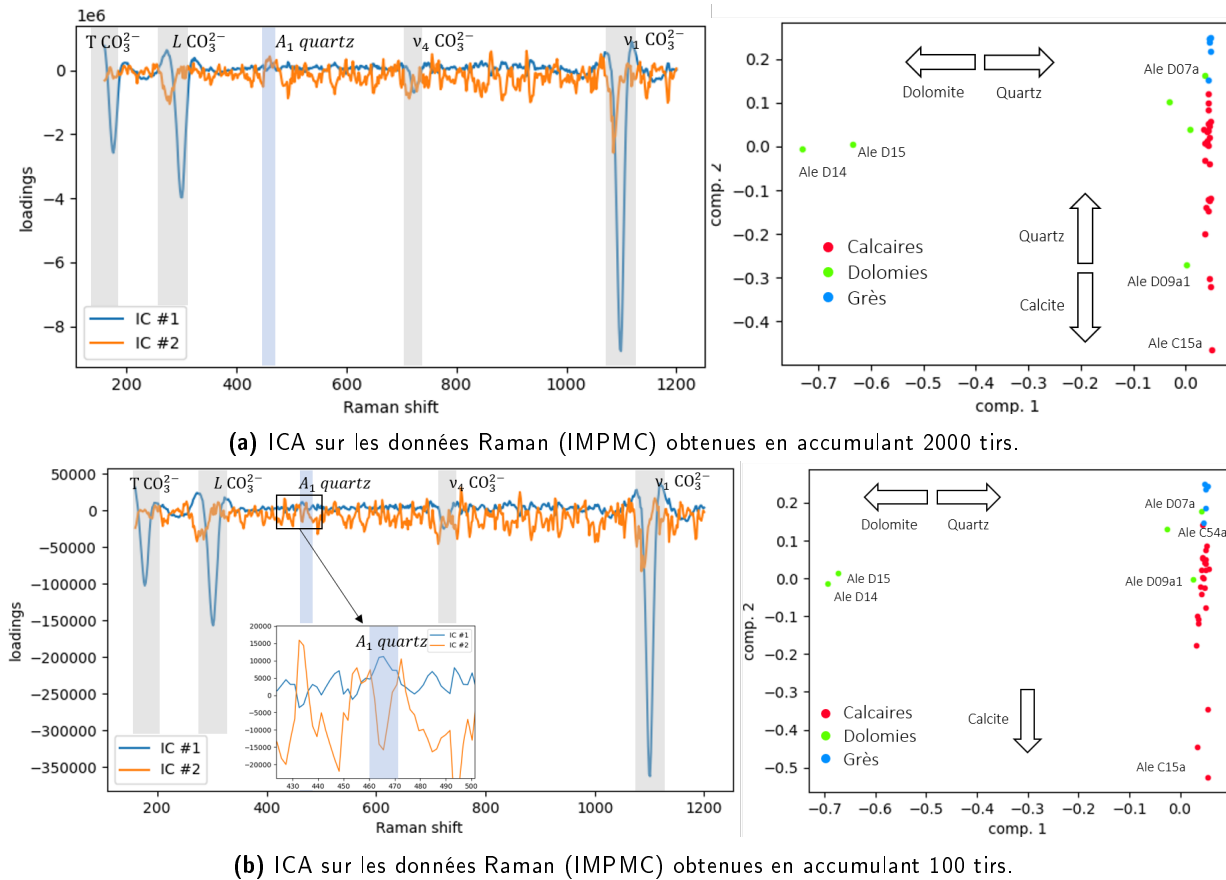 1e6
T CO₃²⁻
L CO₃²⁻
A₁ quartz
ν₄ CO₃²⁻
ν₁ CO₃²⁻
0
−2
−4
−6
−8
loadings
IC #1
IC #2
200
400
600
800
1000
1200
Raman shift
0.2
0.1
0.0
−0.1
−0.2
−0.3
−0.4
comp. 2
Dolomite
Quartz
Ale D07a
Ale D15
Ale D14
Quartz
Calcaires
Dolomies
Grès
Ale D09a1
Calcite
Ale C15a
−0.7
−0.6
−0.5
−0.4
−0.3
−0.2
−0.1
0.0
comp. 1
(a) ICA sur les données Raman (IMPMC) obtenues en accumulant 2000 tirs.
T CO₃²⁻
L CO₃²⁻
A₁ quartz
ν₄ CO₃²⁻
ν₁ CO₃²⁻
50000
0
−50000
−100000
−150000
−200000
−250000
−300000
−350000
loadings
20000
15000
10000
5000
0
−5000
−10000
−15000
−20000
A₁ quartz
IC #1
IC #2
430
440
450
460
470
480
490
500
IC #1
IC #2
200
400
600
800
1000
1200
Raman shift
0.2
0.1
0.0
−0.1
−0.2
−0.3
−0.4
−0.5
comp. 2
Dolomite
Quartz
Ale D07a
Ale C54a
Ale D15
Ale D14
Ale D09a1
Calcite
Calcaires
Dolomies
Grès
Ale C15a
−0.7
−0.6
−0.5
−0.4
−0.3
−0.2
−0.1
0.0
comp. 1
(b) ICA sur les données Raman (IMPMC) obtenues en accumulant 100 tirs.